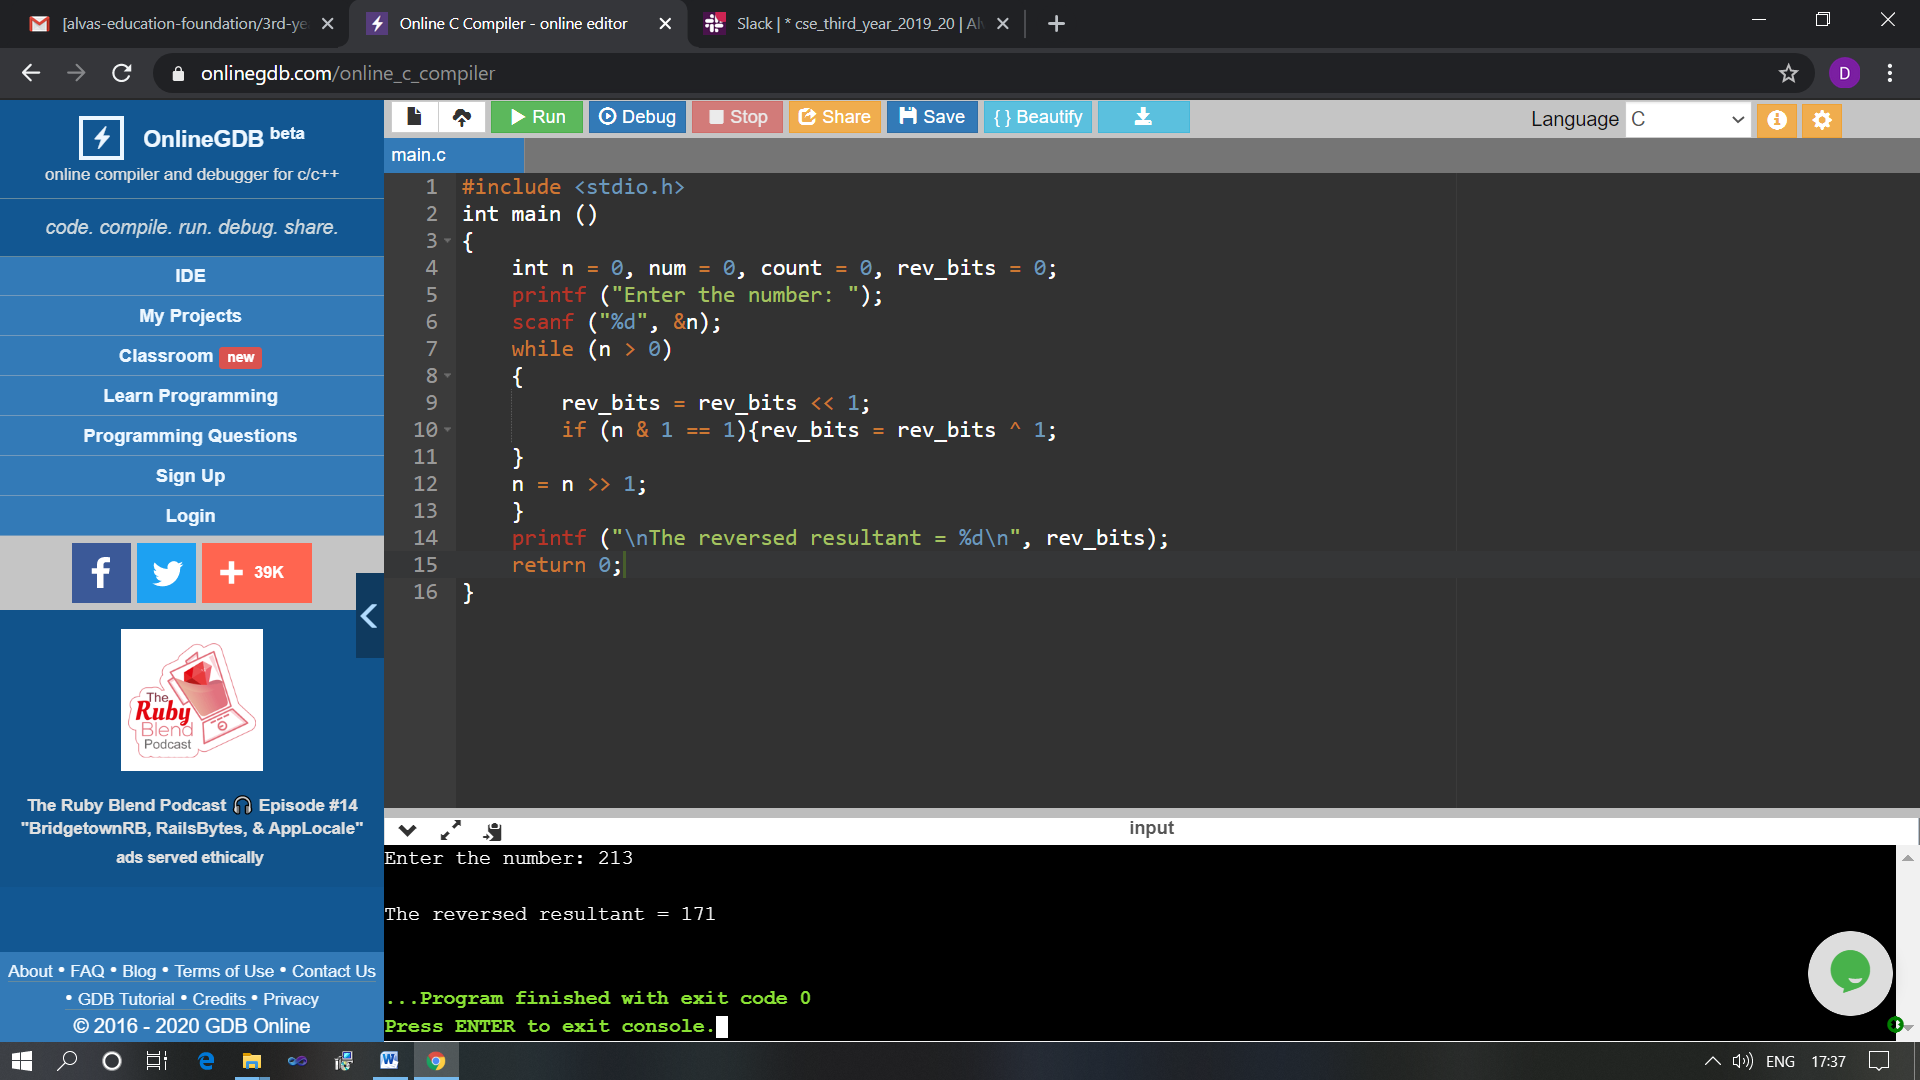 [alvas-education-foundation/3rd-ye
Online C Compiler - online editor
Slack | * cse_third_year_2019_20 | Al
onlinegdb.com/online_c_compiler
D
OnlineGDB beta
online compiler and debugger for c/c++
code. compile. run. debug. share.
IDE
My Projects
Classroom new
Learn Programming
Programming Questions
Sign Up
Login
39K
The
Ruby
Blend
Podcast
The Ruby Blend Podcast 🎧 Episode #14
"BridgetownRB, RailsBytes, & AppLocale"
ads served ethically
About • FAQ • Blog • Terms of Use • Contact Us
• GDB Tutorial • Credits • Privacy
© 2016 - 2020 GDB Online
Run Debug Stop Share Save { } Beautify
Language C
main.c
1 #include <stdio.h>
2 int main ()
3 {
4 int n = 0, num = 0, count = 0, rev_bits = 0;
5 printf ("Enter the number: ");
6 scanf ("%d", &n);
7 while (n > 0)
8 {
9 rev_bits = rev_bits << 1;
10 if (n & 1 == 1){rev_bits = rev_bits ^ 1;
11 }
12 n = n >> 1;
13 }
14 printf ("\nThe reversed resultant = %d\n", rev_bits);
15 return 0;
16 }
input
Enter the number: 213
The reversed resultant = 171
...Program finished with exit code 0
Press ENTER to exit console.
ENG 17:37